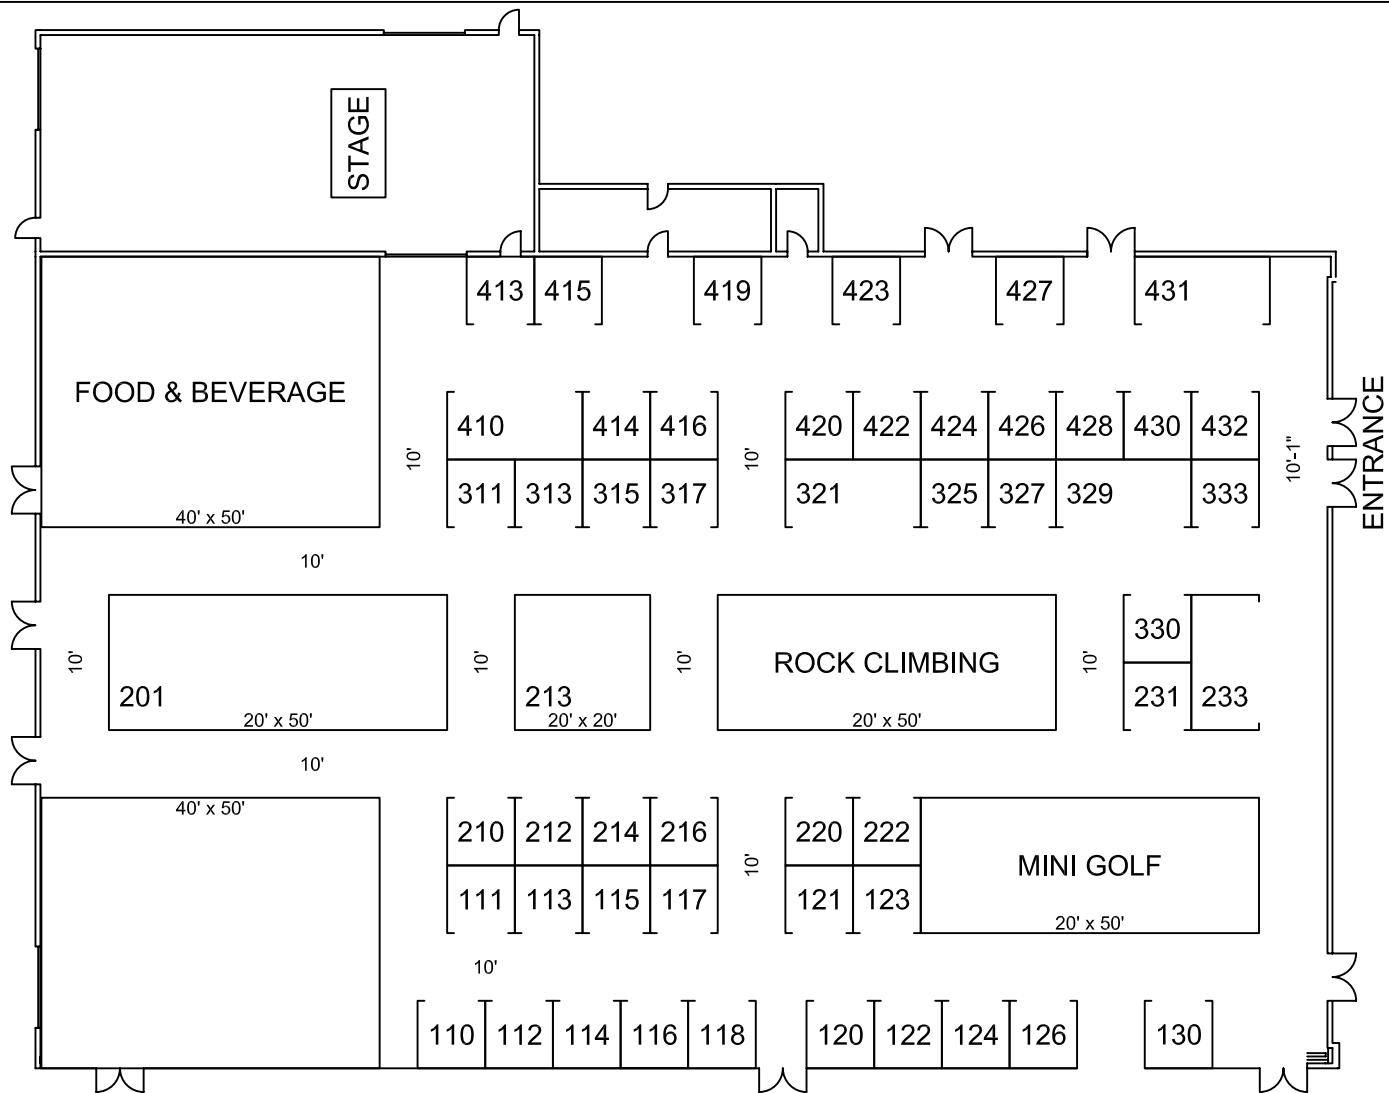 STAGE
413 415 419 423 427 431
FOOD & BEVERAGE
ENTRANCE
410 414 416 420 422 424 426 428 430 432
10' 10' 10'-1"
311 313 315 317 321 325 327 329 333
40' x 50'
10'
330
10' 10' 10' ROCK CLIMBING 10'
201 213 231 233
20' x 50' 20' x 20' 20' x 50'
10'
40' x 50'
210 212 214 216 220 222
10' MINI GOLF
111 113 115 117 121 123
20' x 50'
10'
110 112 114 116 118 120 122 124 126 130